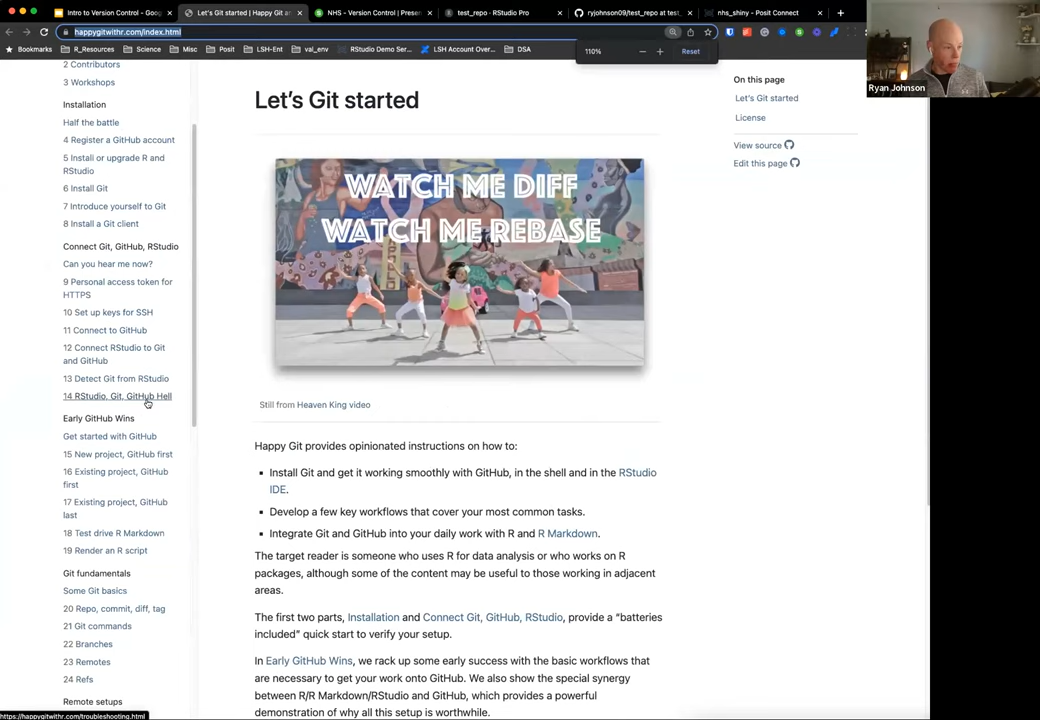 Intro to Version Control - Goog
Let's Git started | Happy Git a
NHS - Version Control | Presen
test_repo - RStudio Pro
ryjohnson09/test_repo at test_
nhs_shiny - Posit Connect
happygitwithr.com/index.html
Bookmarks
R_Resources
Science
Misc
Posit
LSH-Ent
val_env
RStudio Demo Ser...
LSH Account Over...
DSA
110%
Reset
Ryan Johnson
2 Contributors
3 Workshops
Installation
Half the battle
4 Register a GitHub account
5 Install or upgrade R and
RStudio
6 Install Git
7 Introduce yourself to Git
8 Install a Git client
Connect Git, GitHub, RStudio
Can you hear me now?
9 Personal access token for
HTTPS
10 Set up keys for SSH
11 Connect to GitHub
12 Connect RStudio to Git
and GitHub
13 Detect Git from RStudio
14 RStudio, Git, GitHub Hell
Early GitHub Wins
Get started with GitHub
15 New project, GitHub first
16 Existing project, GitHub
first
17 Existing project, GitHub
last
18 Test drive R Markdown
19 Render an R script
Git fundamentals
Some Git basics
20 Repo, commit, diff, tag
21 Git commands
22 Branches
23 Remotes
24 Refs
Remote setups
https://happygitwithr.com/troubleshooting.html
Let's Git started
WATCH ME DIFF
WATCH ME REBASE
Still from Heaven King video
Happy Git provides opinionated instructions on how to:
Install Git and get it working smoothly with GitHub, in the shell and in the RStudio
IDE.
Develop a few key workflows that cover your most common tasks.
Integrate Git and GitHub into your daily work with R and R Markdown.
The target reader is someone who uses R for data analysis or who works on R
packages, although some of the content may be useful to those working in adjacent
areas.
The first two parts, Installation and Connect Git, GitHub, RStudio, provide a "batteries
included" quick start to verify your setup.
In Early GitHub Wins, we rack up some early success with the basic workflows that
are necessary to get your work onto GitHub. We also show the special synergy
between R/R Markdown/RStudio and GitHub, which provides a powerful
demonstration of why all this setup is worthwhile.
On this page
Let's Git started
License
View source
Edit this page